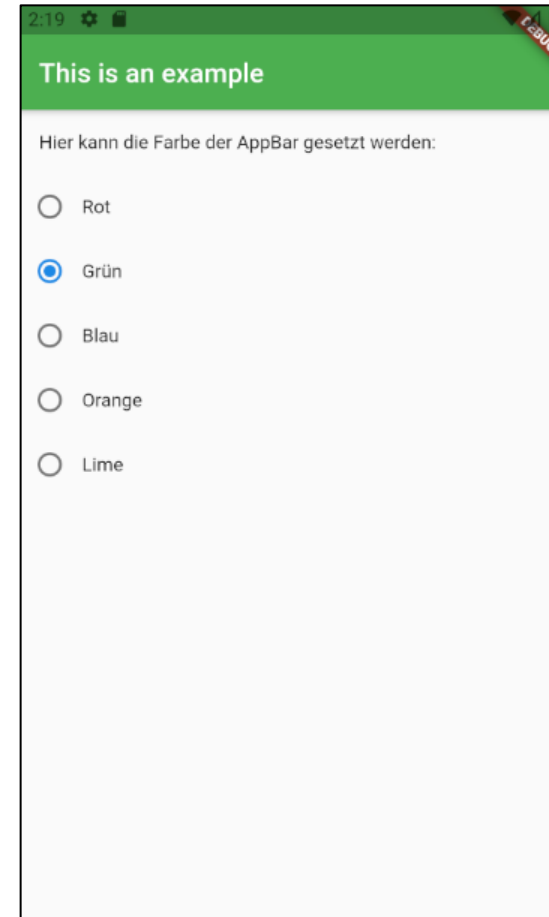 2:19
DEBUG
This is an example
Hier kann die Farbe der AppBar gesetzt werden:
Rot
Grün
Blau
Orange
Lime